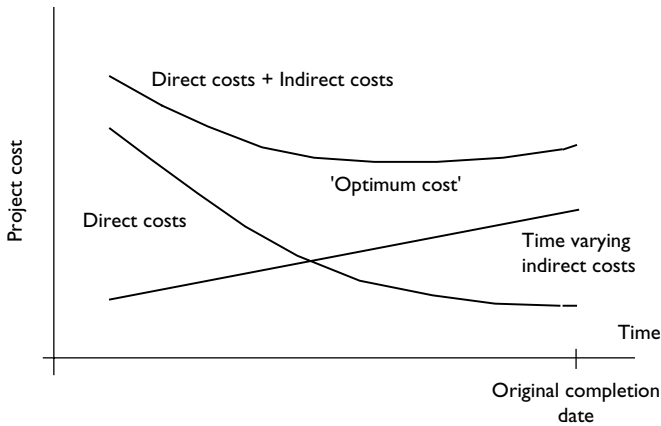 Direct costs + Indirect costs
Project cost
'Optimum cost'
Direct costs
Time varying
indirect costs
Time
Original completion
date